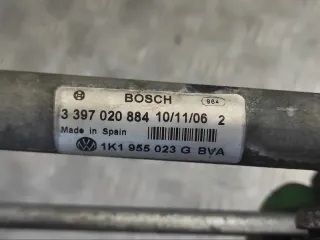 BOSCH 984
3 397 020 884 10/11/06 2
Made in Spain
1K1 955 023 G BVA